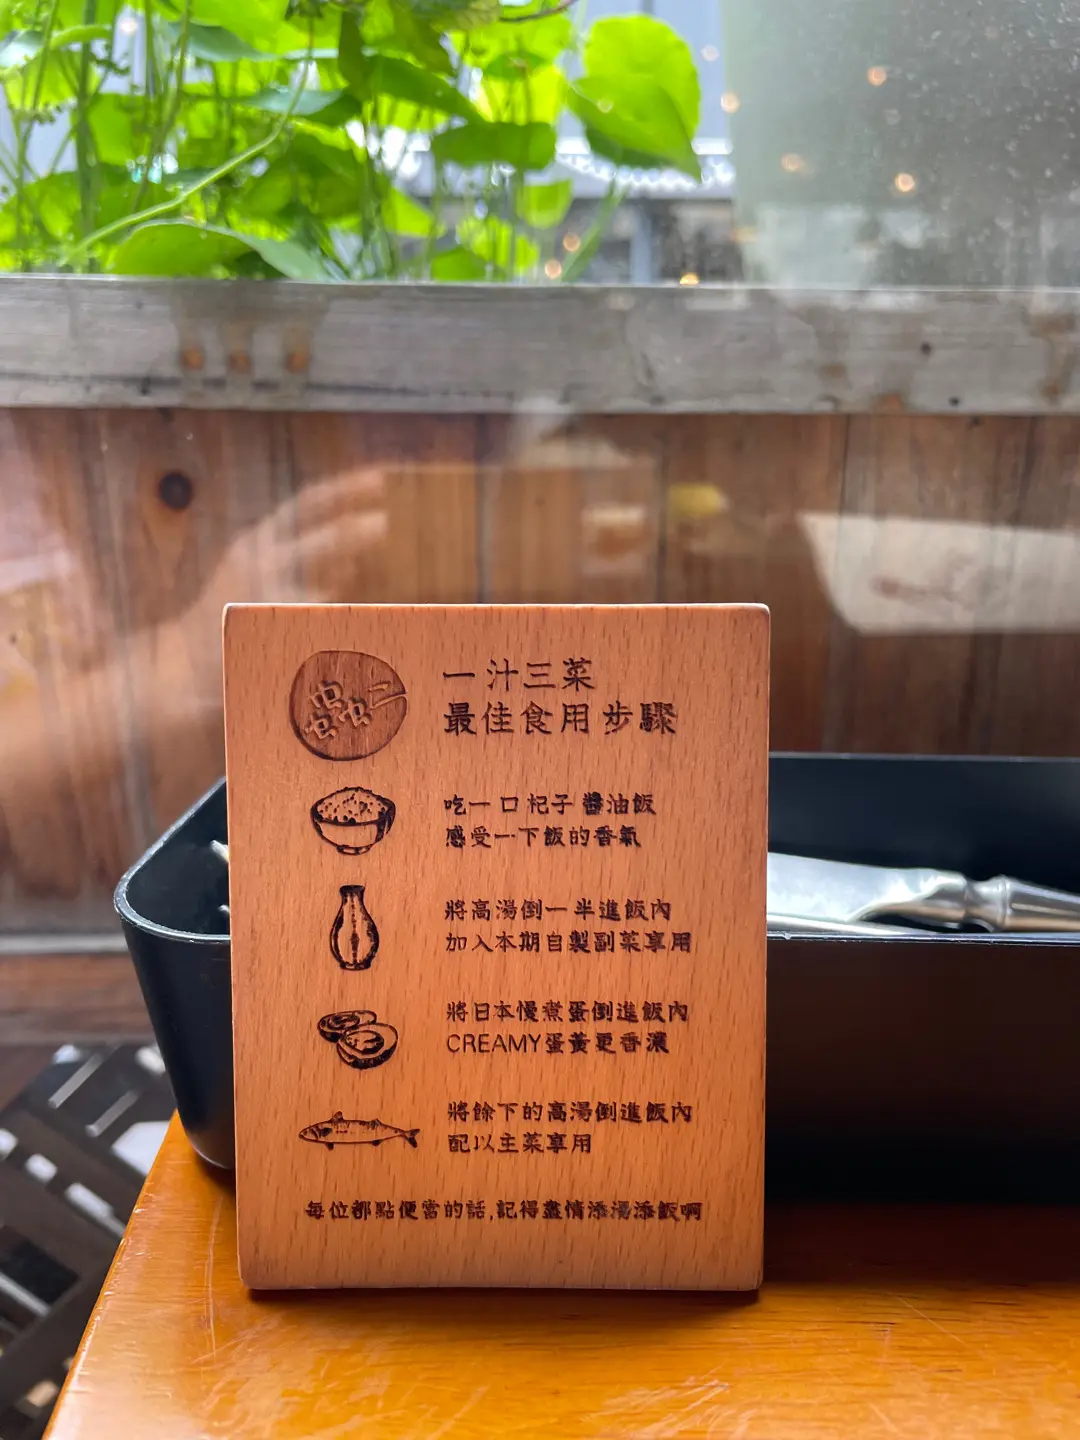 一汁三菜
最佳食用步驟
吃一口杞子醬油飯
感受一下飯的香氣
將高湯倒一半進飯內
加入本期自製副菜享用
將日本慢煮蛋倒進飯內
CREAMY蛋黃更香濃
將餘下的高湯倒進飯內
配以主菜享用
每位都點便當的話,記得盡情添湯添飯啊